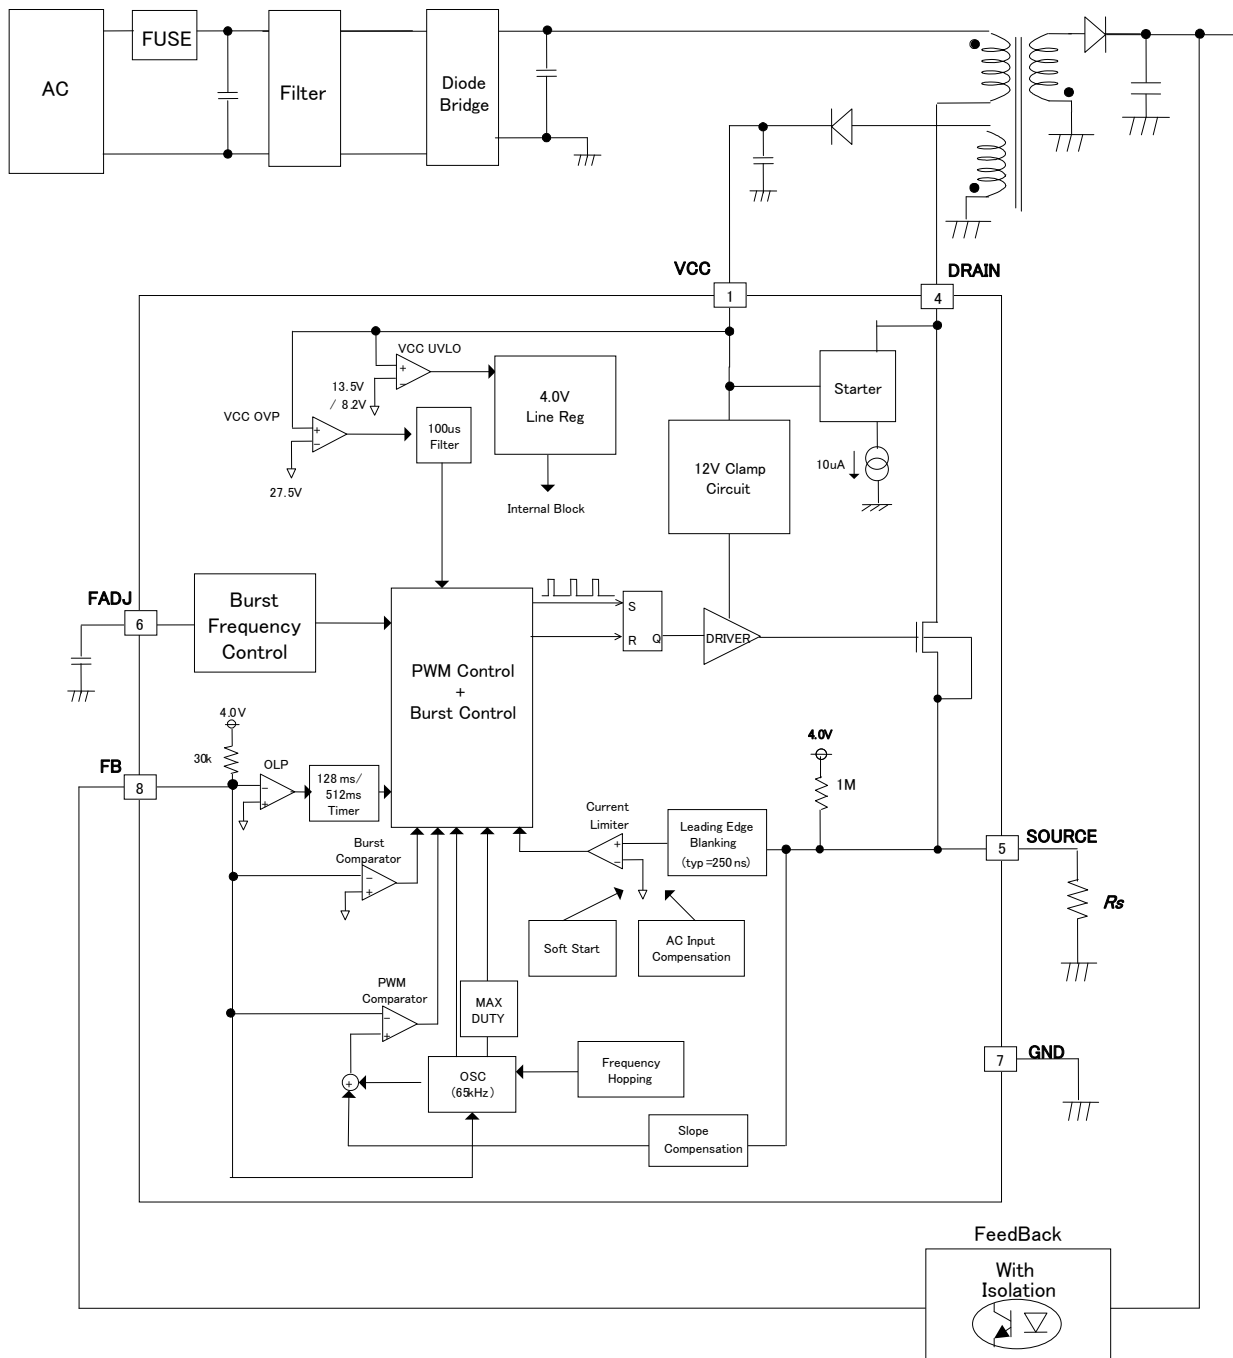 AC
FUSE
Filter
Diode
Bridge
VCC
DRAIN
1
4
VCC UVLO
+
−
13.5V
/ 8.2V
4.0V
Line Reg
Internal Block
VCC OVP
+
−
27.5V
100us
Filter
12V Clamp
Circuit
Starter
10uA
FADJ
6
Burst
Frequency
Control
PWM Control
+
Burst Control
S
R
Q
DRIVER
4.0V
30k
FB
8
OLP
−
+
128 ms/
512ms
Timer
Burst
Comparator
−
+
Current
Limiter
+
−
Leading Edge
Blanking
(typ =250 ns)
4.0V
1M
SOURCE
5
Rs
Soft Start
AC Input
Compensation
PWM
Comparator
−
+
MAX
DUTY
+
OSC
(65kHz)
Frequency
Hopping
Slope
Compensation
GND
7
FeedBack
With
Isolation